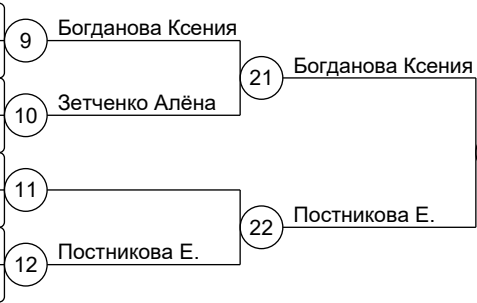 9 Богданова Ксения
21 Богданова Ксения
10 Зетченко Алёна
11
22 Постникова Е.
12 Постникова Е.